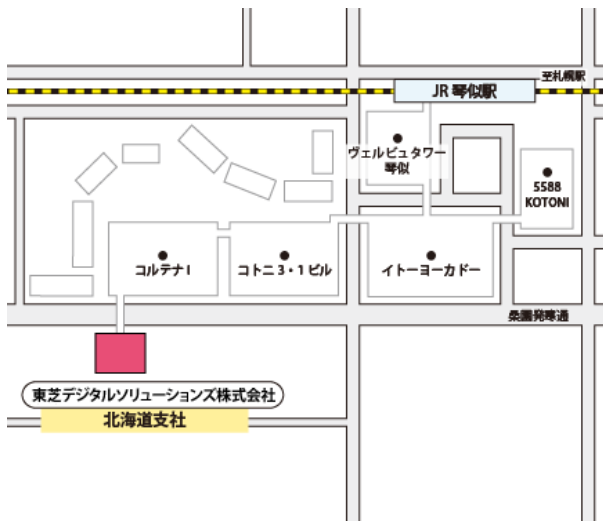 至札幌駅
JR 琴似駅
ヴェルビュタワー
琴似
5588
KOTONI
コルテナⅠ
コトニ3・1ビル
イトーヨーカドー
桑園発寒通
東芝デジタルソリューションズ株式会社
北海道支社